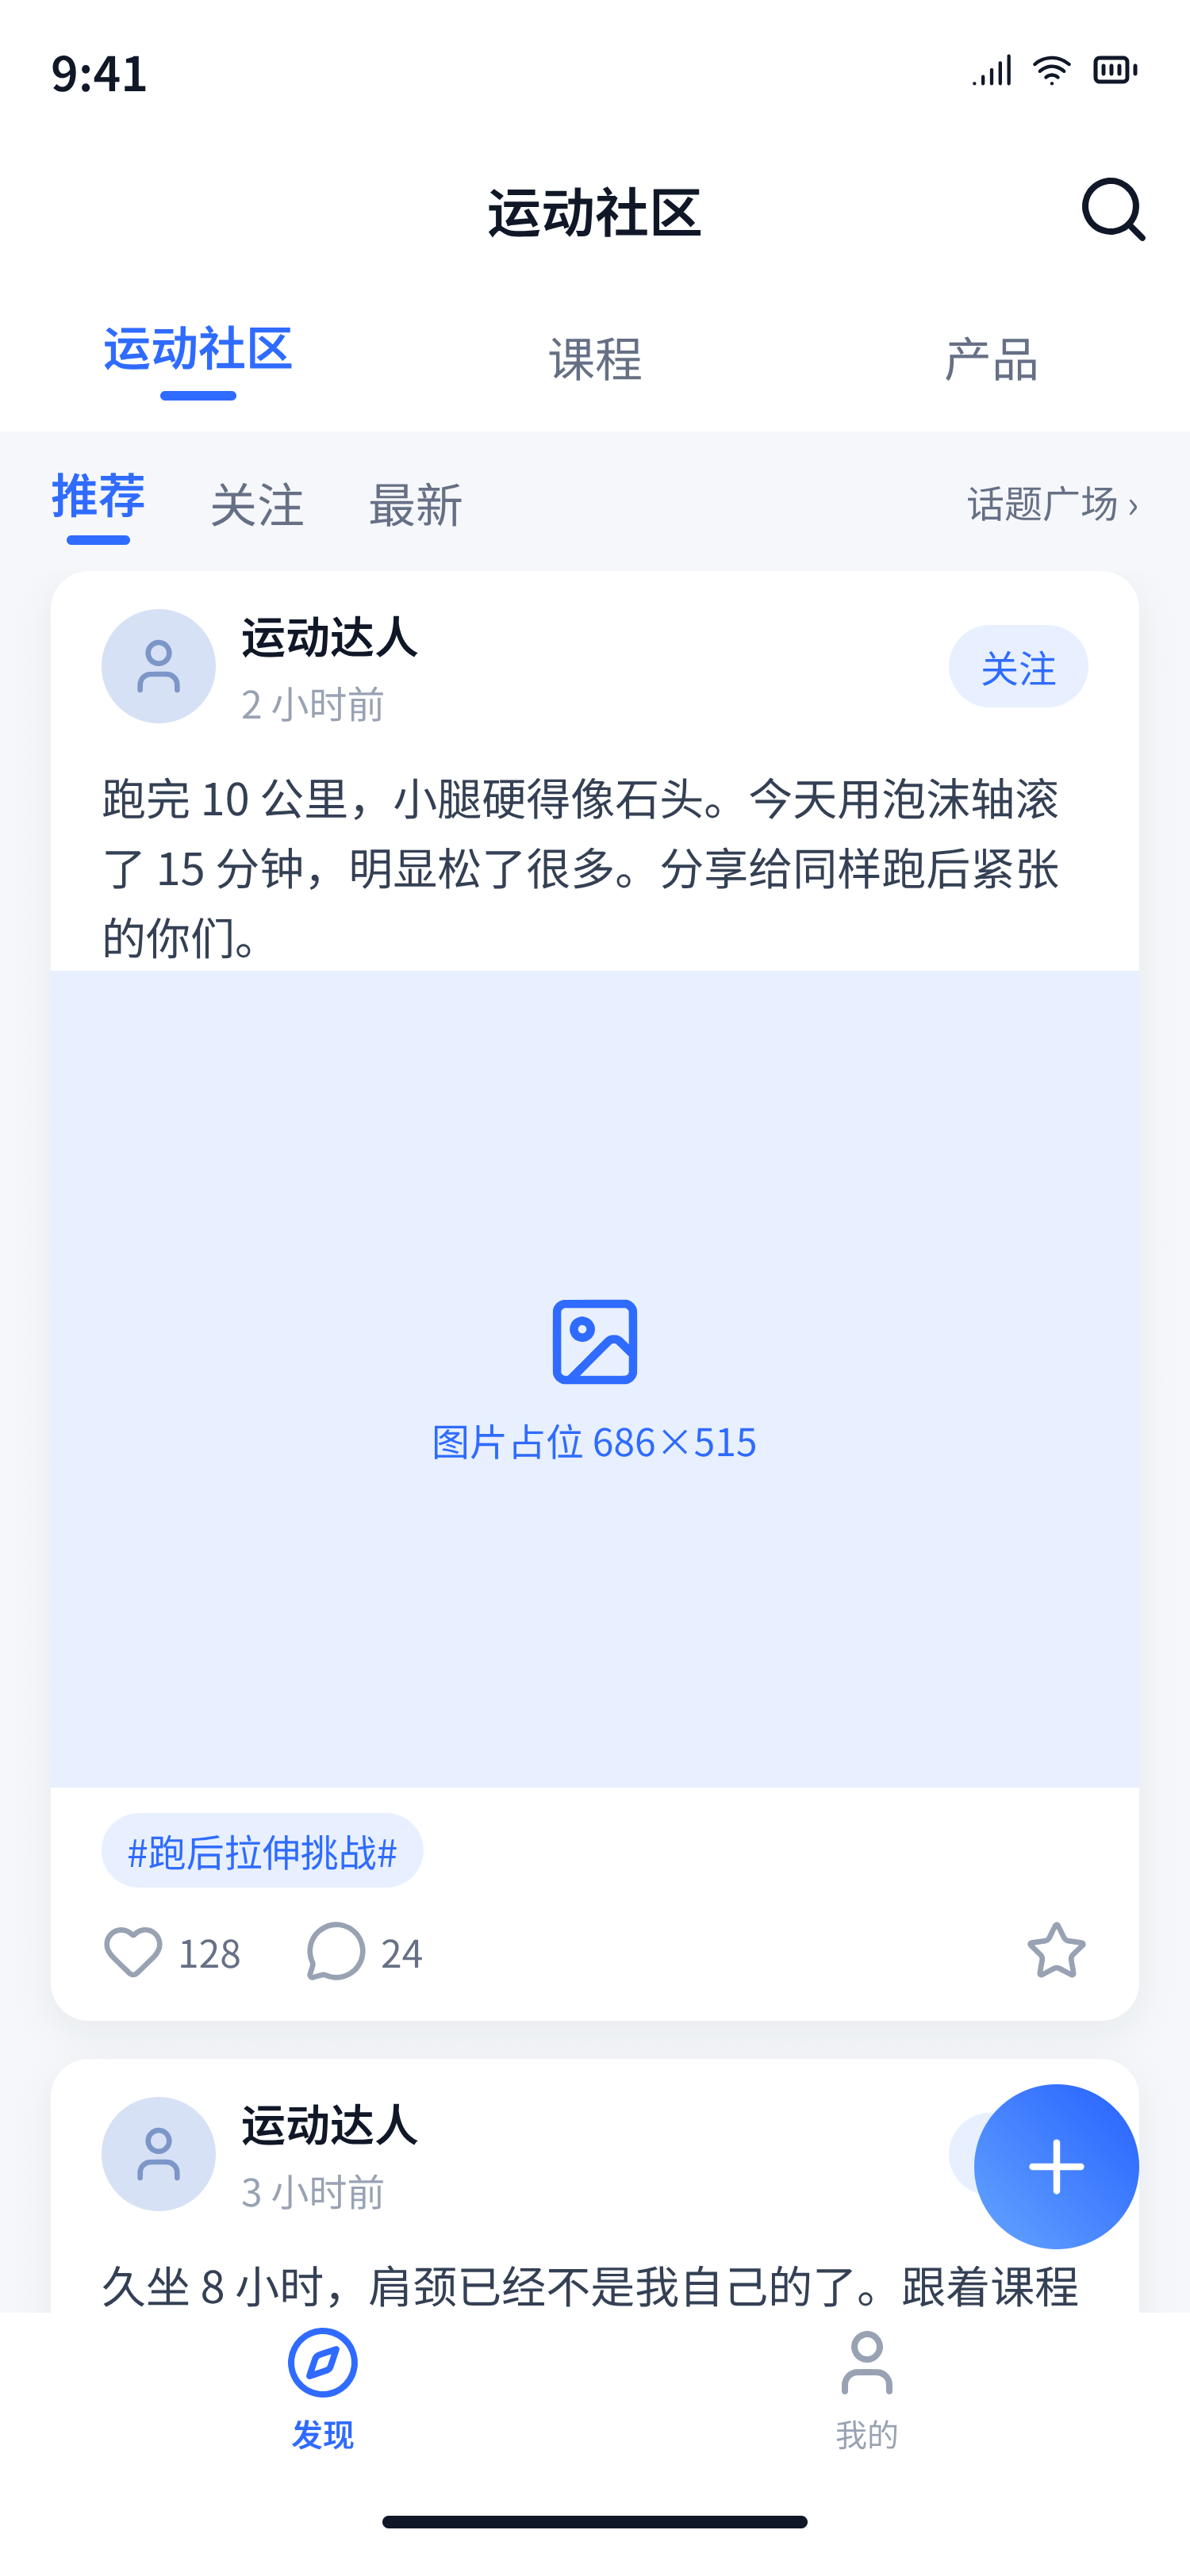 9:41
运动社区
运动社区 课程 产品
推荐 关注 最新 话题广场 ›
运动达人
2 小时前
关注
跑完 10 公里，小腿硬得像石头。今天用泡沫轴滚
了 15 分钟，明显松了很多。分享给同样跑后紧张
的你们。
图片占位 686×515
#跑后拉伸挑战#
128 24
运动达人
3 小时前
久坐 8 小时，肩颈已经不是我自己的了。跟着课程
发现 我的